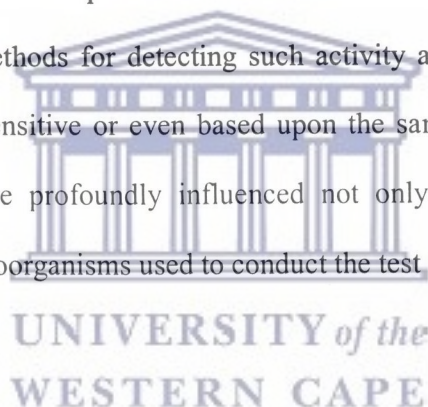 ethods for detecting such activity a
nsitive or even based upon the sar
e profoundly influenced not only
oorganisms used to conduct the test
UNIVERSITY of the
WESTERN CAPE